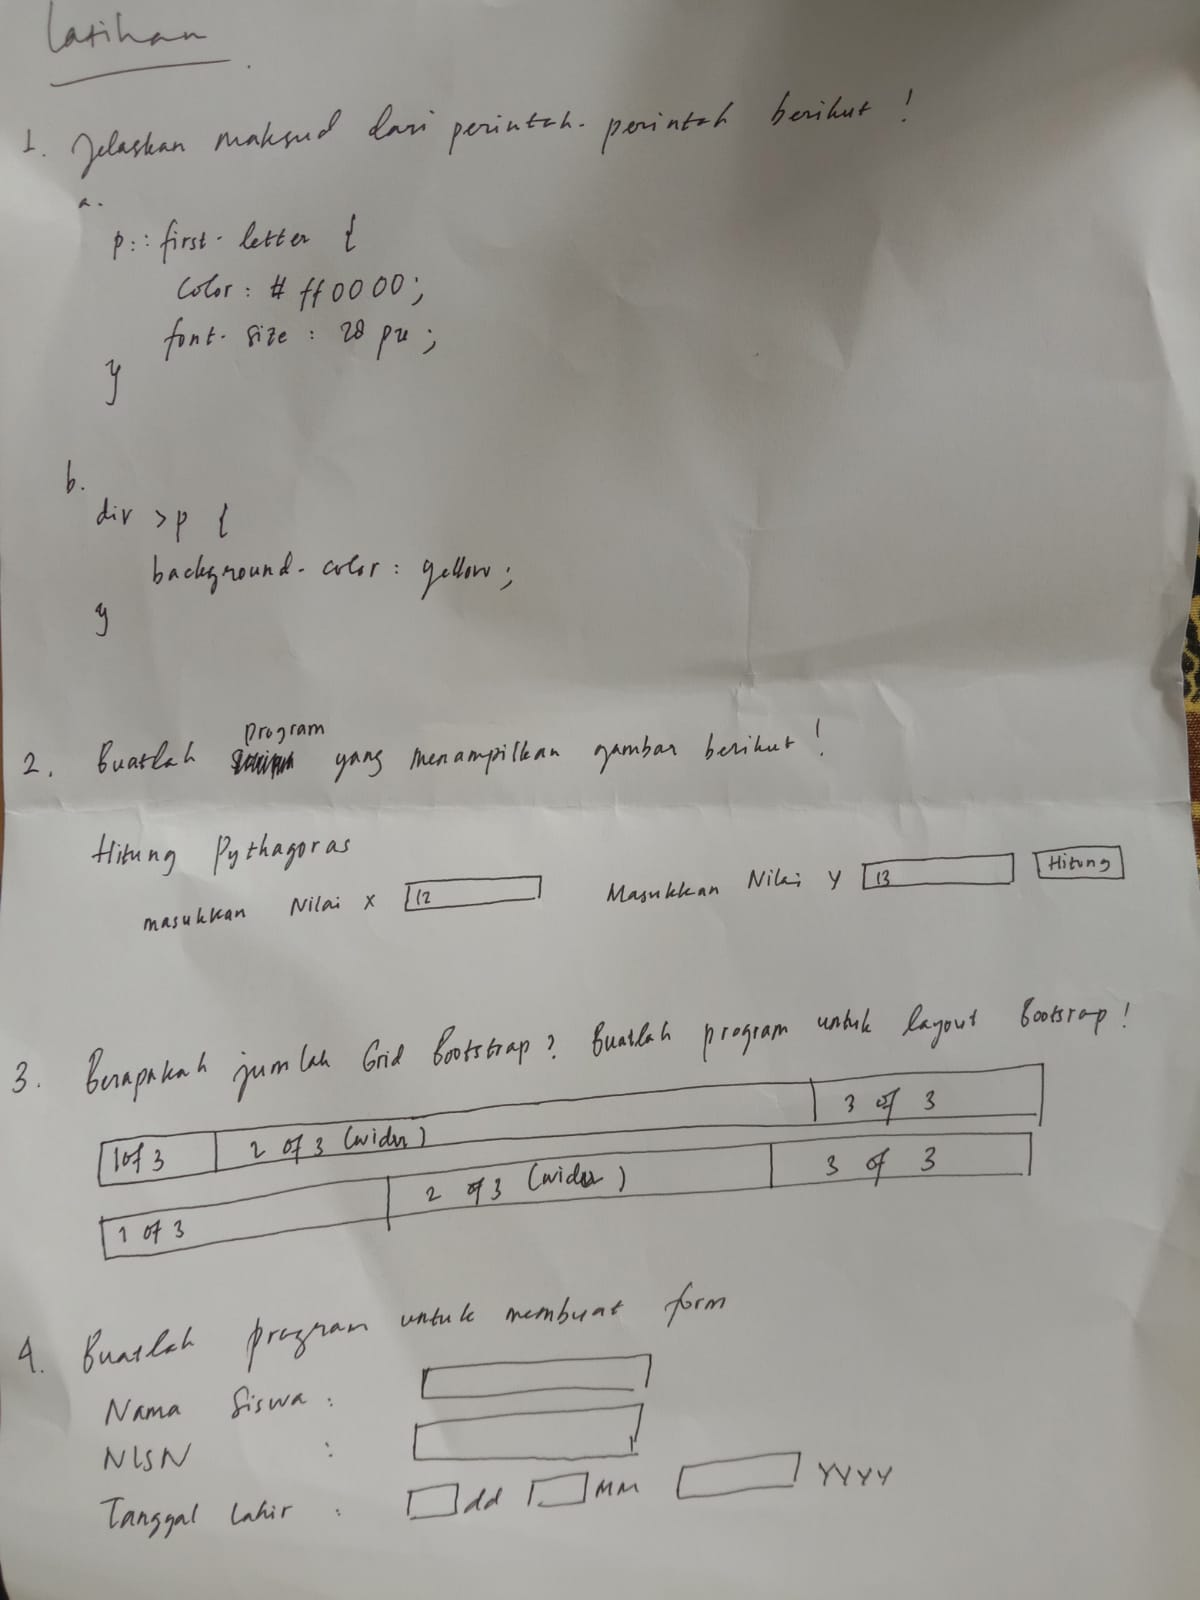 Latihan
1. Jelaskan maksud dari perintah-perintah berikut!
a.
p::first-letter {
color: #ff0000;
font-size: 20 px;
}
b.
div >p {
background-color: yellow;
}
2. Buatlah program yang menampilkan gambar berikut!
Hitung Pythagoras
masukkan Nilai x 12 Masukkan Nilai y 13 Hitung
3. Berapakah jumlah Grid Bootstrap? Buatlah program untuk layout Bootsrap!
1 of 3 2 of 3 (wider) 3 of 3
1 of 3 2 of 3 (wider) 3 of 3
4. Buatlah program untuk membuat form
Nama Siswa :
NISN :
Tanggal Lahir : dd MM YYYY